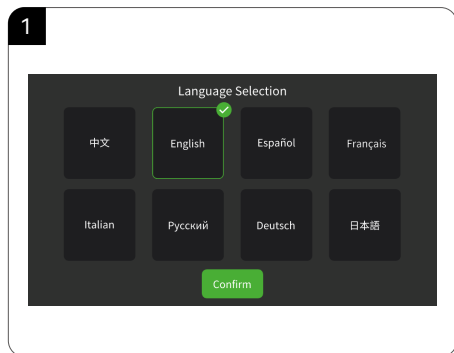 1
Language Selection
中文 English Español Français
Italian Русский Deutsch 日本語
Confirm